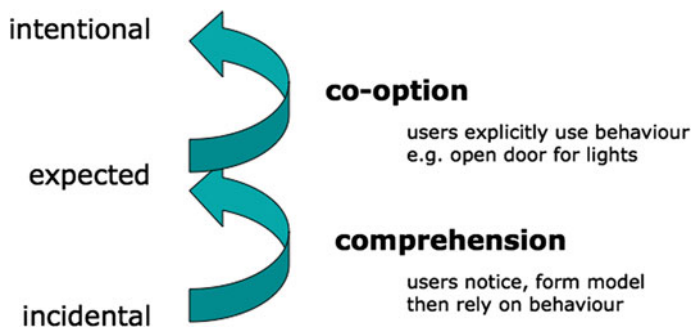 intentional
co-option
users explicitly use behaviour
e.g. open door for lights
expected
comprehension
users notice, form model
then rely on behaviour
incidental